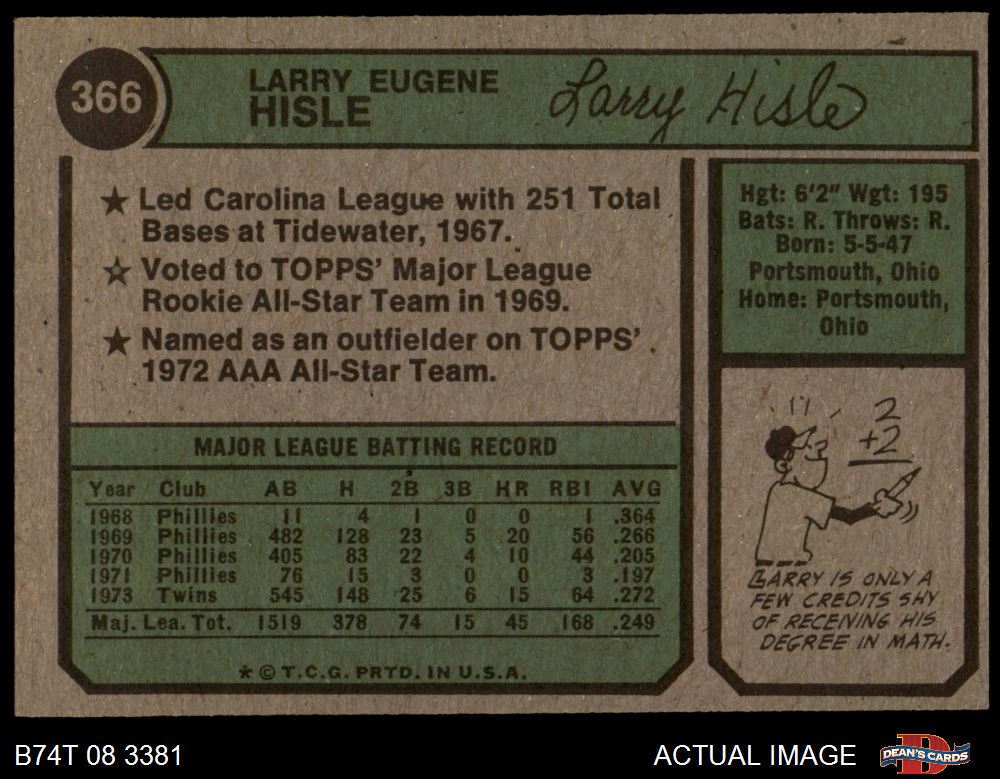 366
LARRY EUGENE
HISLE
Larry Hisle
★ Led Carolina League with 251 Total
Bases at Tidewater, 1967.
★ Voted to TOPPS' Major League
Rookie All-Star Team in 1969.
★ Named as an outfielder on TOPPS'
1972 AAA All-Star Team.
Hgt: 6'2" Wgt: 195
Bats: R. Throws: R.
Born: 5-5-47
Portsmouth, Ohio
Home: Portsmouth,
Ohio
MAJOR LEAGUE BATTING RECORD
Year Club AB H 2B 3B HR RBI AVG
1968 Phillies 11 4 1 0 0 1 .364
1969 Phillies 482 128 23 5 20 56 .266
1970 Phillies 405 83 22 4 10 44 .205
1971 Phillies 76 15 3 0 0 3 .197
1973 Twins 545 148 25 6 15 64 .272
Maj. Lea. Tot. 1519 378 74 15 45 168 .249
* © T.C.G. PRTD. IN U.S.A.
2
+2
LARRY IS ONLY A
FEW CREDITS SHY
OF RECEIVING HIS
DEGREE IN MATH.
B74T 08 3381
ACTUAL IMAGE
DEAN'S CARDS